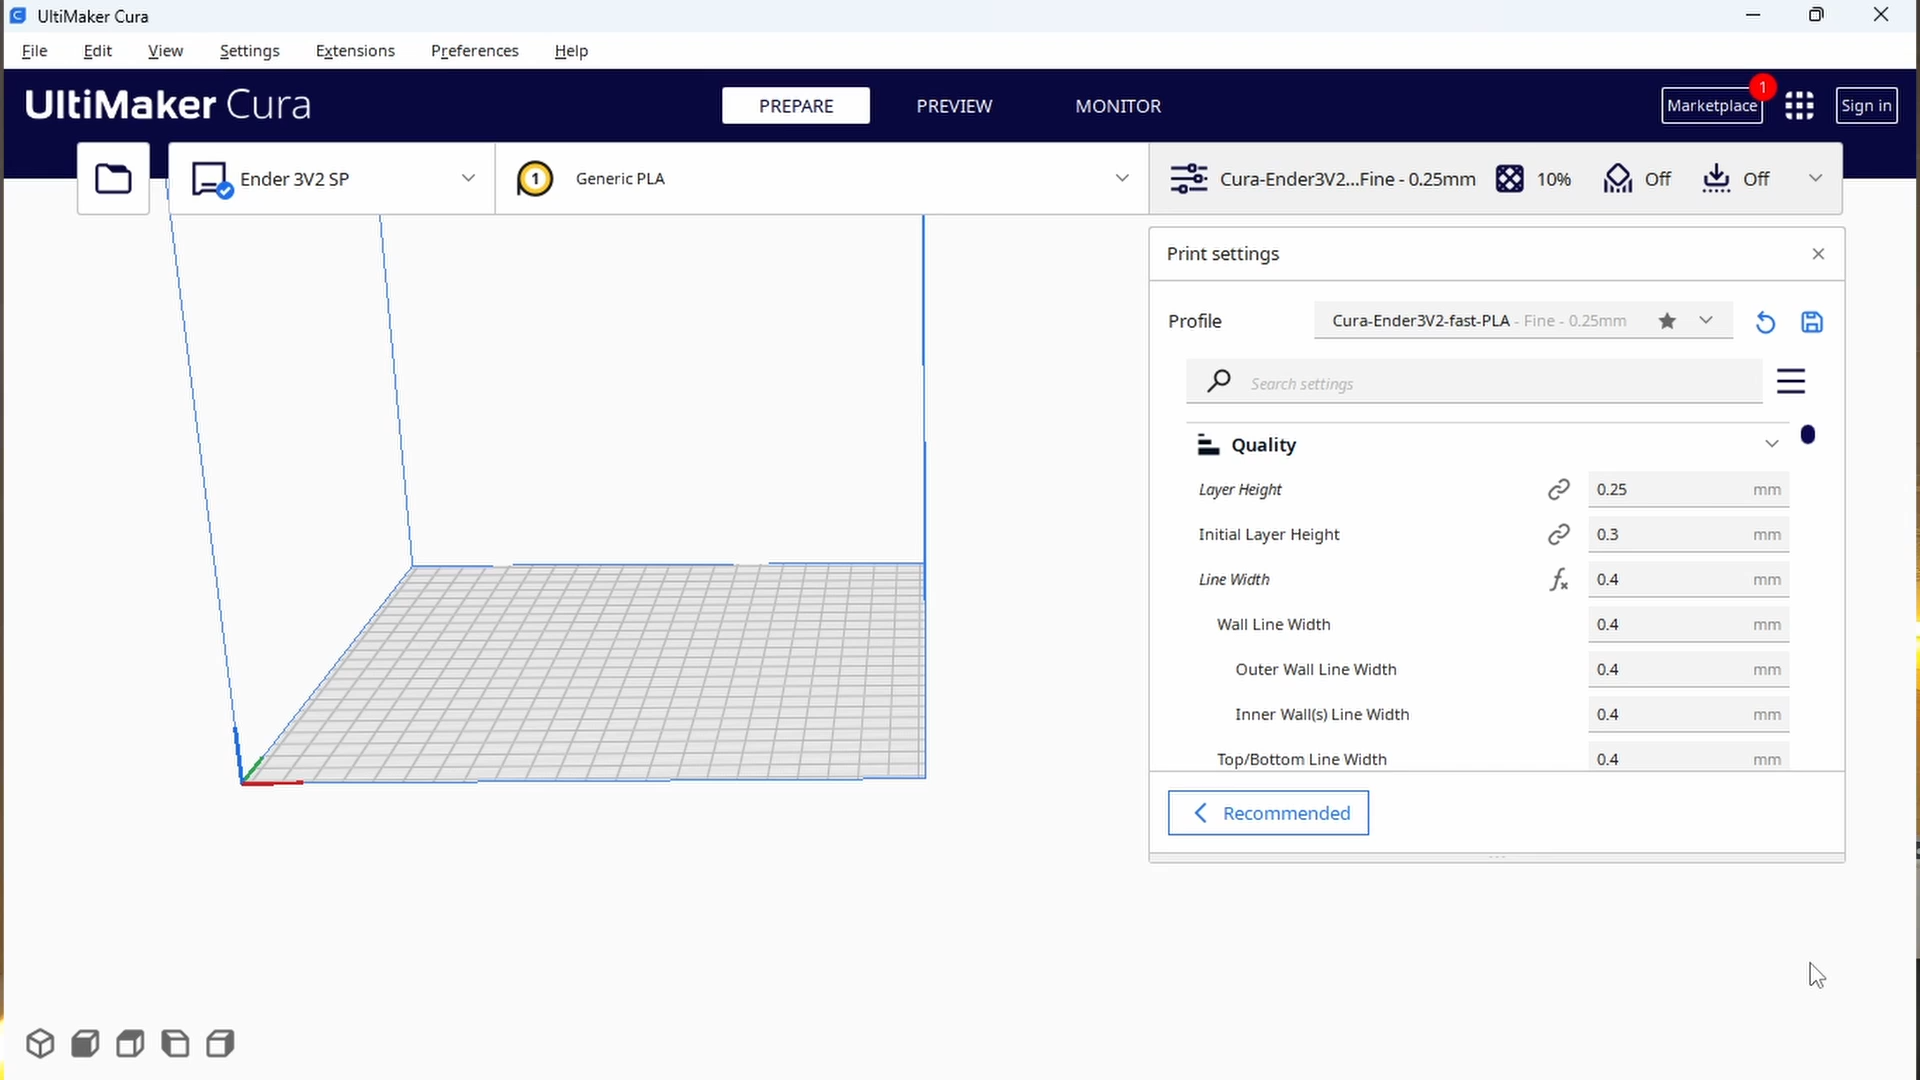 UltiMaker Cura
File Edit View Settings Extensions Preferences Help
UltiMaker Cura
PREPARE PREVIEW MONITOR
Marketplace 1 Sign in
Ender 3V2 SP
1 Generic PLA
Cura-Ender3V2...Fine - 0.25mm 10% Off Off
Print settings
Profile Cura-Ender3V2-fast-PLA - Fine - 0.25mm
Search settings
Quality
Layer Height 0.25 mm
Initial Layer Height 0.3 mm
Line Width fx 0.4 mm
Wall Line Width 0.4 mm
Outer Wall Line Width 0.4 mm
Inner Wall(s) Line Width 0.4 mm
Top/Bottom Line Width 0.4 mm
Recommended